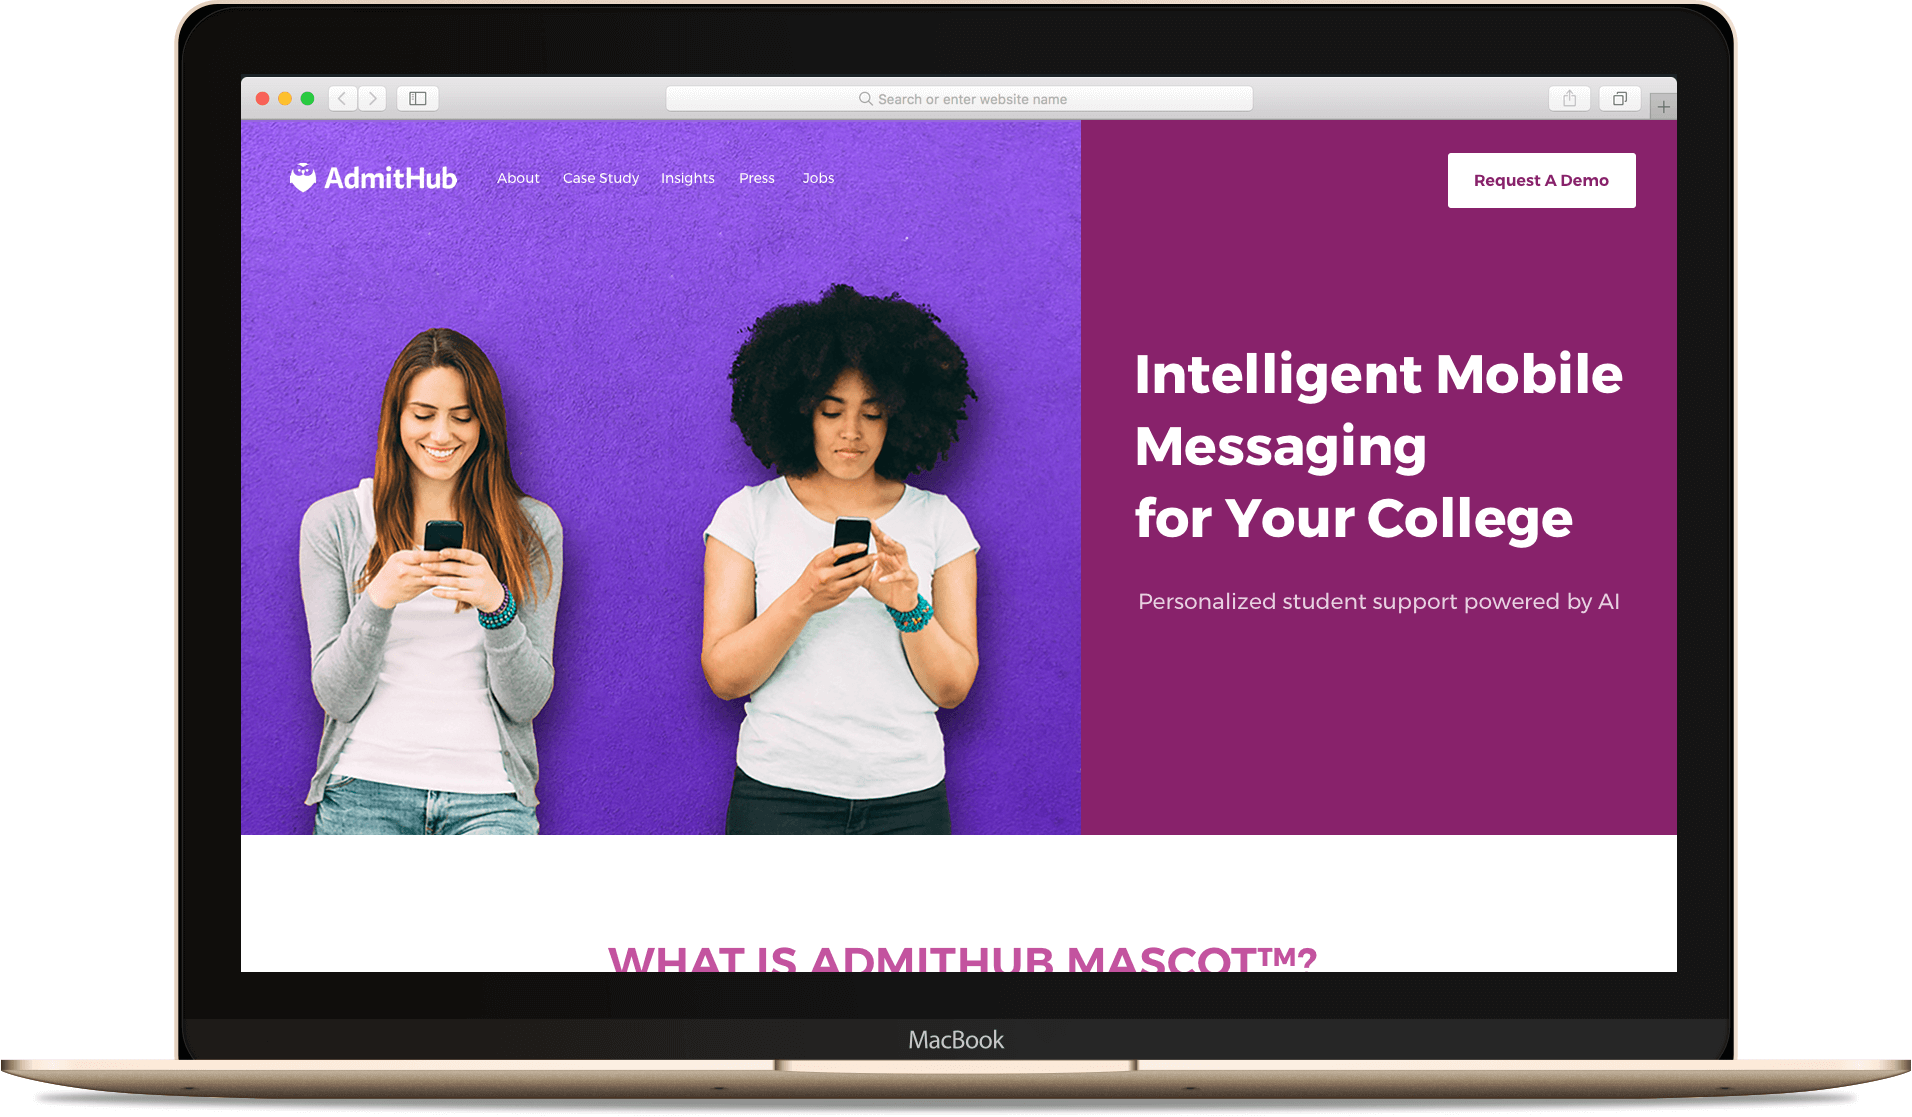 Search or enter website name
AdmitHub
About
Case Study
Insights
Press
Jobs
Request A Demo
Intelligent Mobile
Messaging
for Your College
Personalized student support powered by AI
WHAT IS ADMITHUB MASCOT™?
MacBook